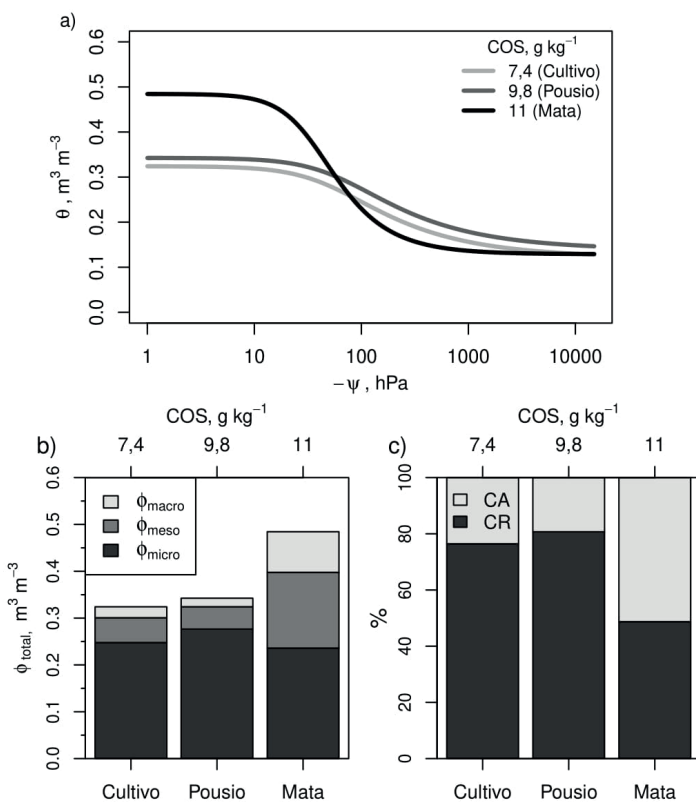 a)
COS, g kg⁻¹
7,4 (Cultivo)
9,8 (Pousio)
11 (Mata)
0.6
0.5
0.4
0.3
0.2
0.1
0.0
θ , m³ m⁻³
1 10 100 1000 10000
−ψ , hPa
b)
COS, g kg⁻¹
7,4 9,8 11
ϕmacro
ϕmeso
ϕmicro
0.6
0.5
0.4
0.3
0.2
0.1
0.0
ϕ total, m³ m⁻³
Cultivo Pousio Mata
c)
COS, g kg⁻¹
7,4 9,8 11
CA
CR
100
80
60
40
20
0
%
Cultivo Pousio Mata